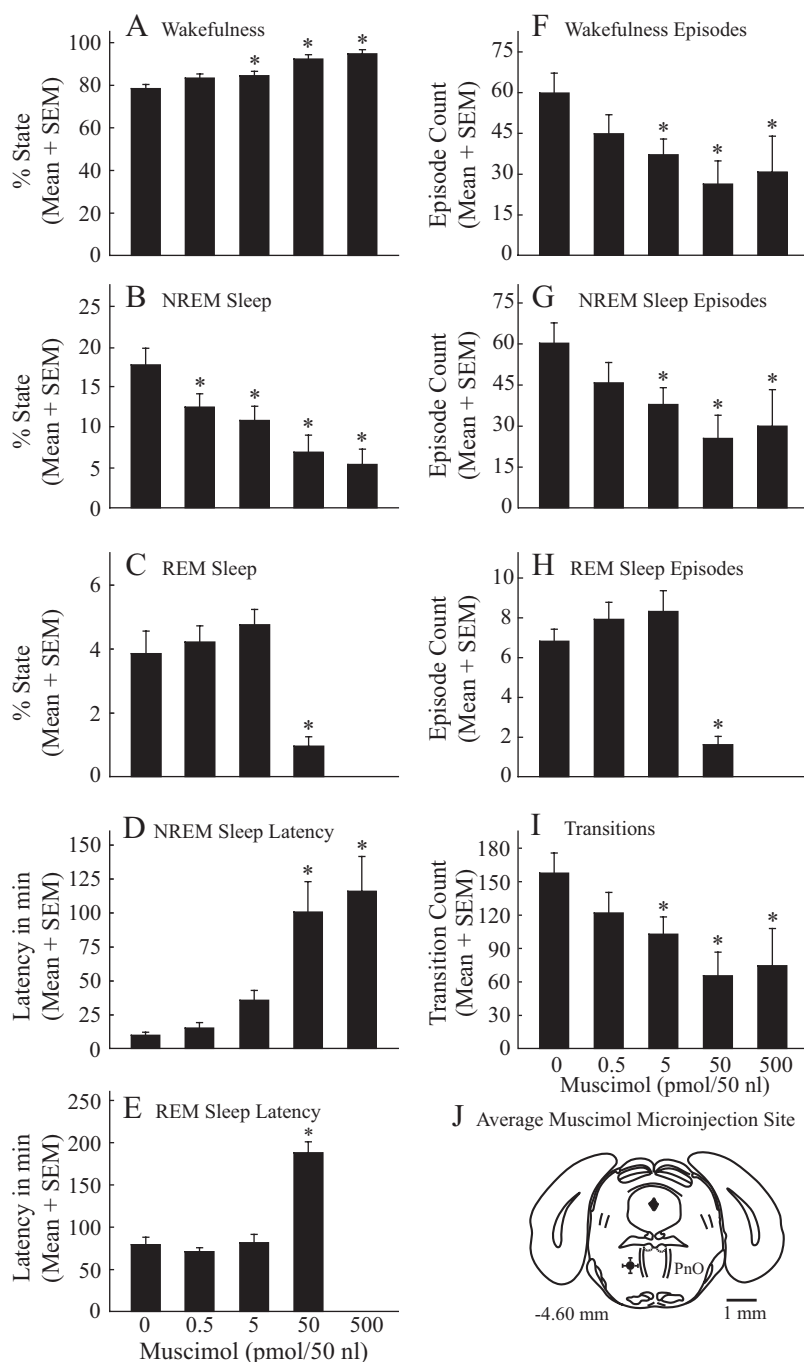 A Wakefulness
% State
(Mean + SEM)
100
80
60
40
20
0
*
*
*
B NREM Sleep
% State
(Mean + SEM)
25
20
15
10
5
0
*
*
*
*
C REM Sleep
% State
(Mean + SEM)
6
4
2
0
*
D NREM Sleep Latency
Latency in min
(Mean + SEM)
150
125
100
75
50
25
0
*
*
E REM Sleep Latency
Latency in min
(Mean + SEM)
250
200
150
100
50
0
*
0 0.5 5 50 500
Muscimol (pmol/50 nl)
F Wakefulness Episodes
Episode Count
(Mean + SEM)
75
60
45
30
15
0
*
*
*
G NREM Sleep Episodes
Episode Count
(Mean + SEM)
75
60
45
30
15
0
*
*
*
H REM Sleep Episodes
Episode Count
(Mean + SEM)
8
6
4
2
0
*
I Transitions
Transition Count
(Mean + SEM)
180
150
120
90
60
30
0
*
*
*
0 0.5 5 50 500
Muscimol (pmol/50 nl)
J Average Muscimol Microinjection Site
PnO
-4.60 mm
1 mm